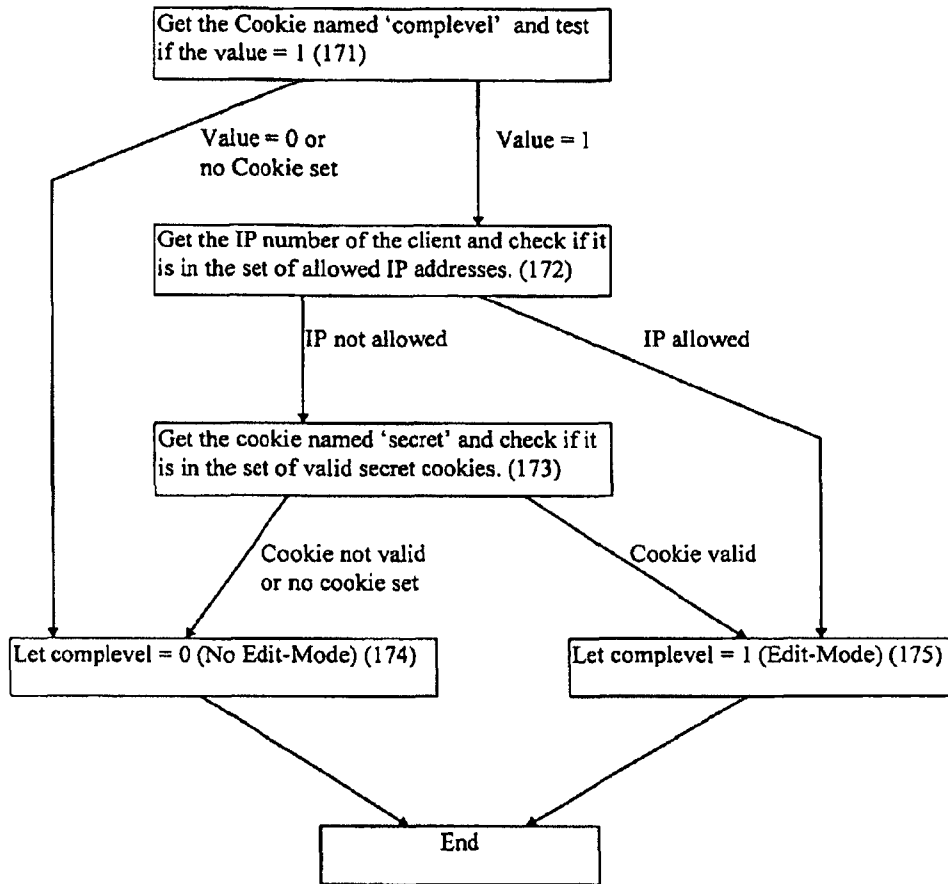 Get the Cookie named ‘complevel’ and test
if the value = 1 (171)
Value = 0 or
no Cookie set
Value = 1
Get the IP number of the client and check if it
is in the set of allowed IP addresses. (172)
IP not allowed
IP allowed
Get the cookie named ‘secret’ and check if it
is in the set of valid secret cookies. (173)
Cookie not valid
or no cookie set
Cookie valid
Let complevel = 0 (No Edit-Mode) (174)
Let complevel = 1 (Edit-Mode) (175)
End